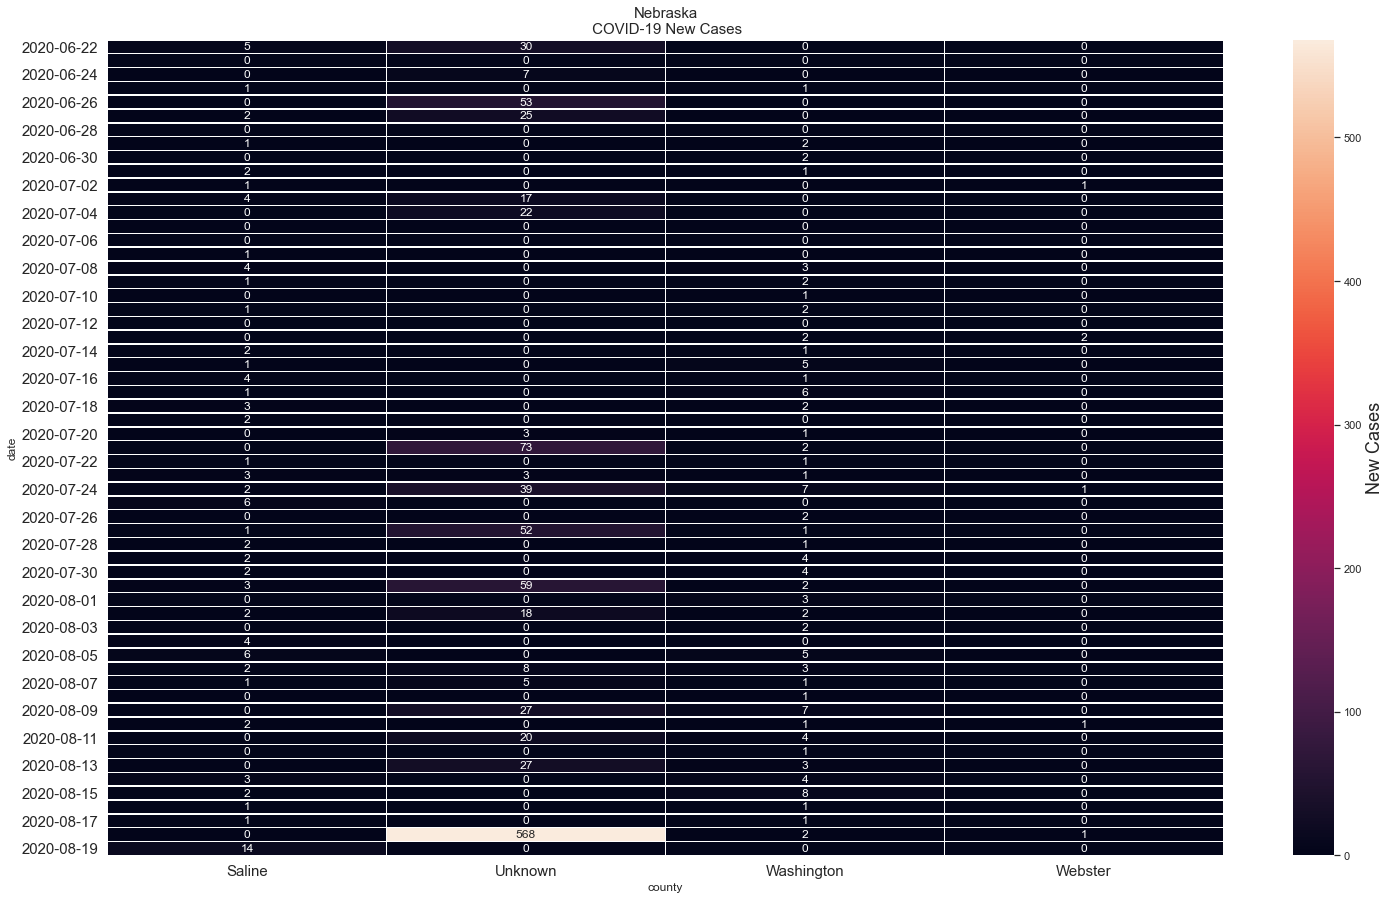 Nebraska
COVID-19 New Cases
2020-06-22 5 30 0 0
0 0 0 0
2020-06-24 0 7 0 0
1 0 1 0
2020-06-26 0 53 0 0
2 25 0 0
2020-06-28 0 0 0 0
1 0 2 0
2020-06-30 0 0 2 0
2 0 1 0
2020-07-02 1 0 0 1
4 17 0 0
2020-07-04 0 22 0 0
0 0 0 0
2020-07-06 0 0 0 0
1 0 0 0
2020-07-08 4 0 3 0
1 0 2 0
2020-07-10 0 0 1 0
1 0 2 0
2020-07-12 0 0 0 0
0 0 2 2
2020-07-14 2 0 1 0
1 0 5 0
2020-07-16 4 0 1 0
1 0 6 0
2020-07-18 3 0 2 0
2 0 0 0
2020-07-20 0 3 1 0
0 73 2 0
2020-07-22 1 0 1 0
3 3 1 0
2020-07-24 2 39 7 1
6 0 0 0
2020-07-26 0 0 2 0
1 52 1 0
2020-07-28 2 0 1 0
2 0 4 0
2020-07-30 2 0 4 0
3 59 2 0
2020-08-01 0 0 3 0
2 18 2 0
2020-08-03 0 0 2 0
4 0 0 0
2020-08-05 6 0 5 0
2 8 3 0
2020-08-07 1 5 1 0
0 0 1 0
2020-08-09 0 27 7 0
2 0 1 1
2020-08-11 0 20 4 0
0 0 1 0
2020-08-13 0 27 3 0
3 0 4 0
2020-08-15 2 0 8 0
1 0 1 0
2020-08-17 1 0 1 0
0 568 2 1
2020-08-19 14 0 0 0
Saline Unknown Washington Webster
county
date
500
400
300
200
100
0
New Cases